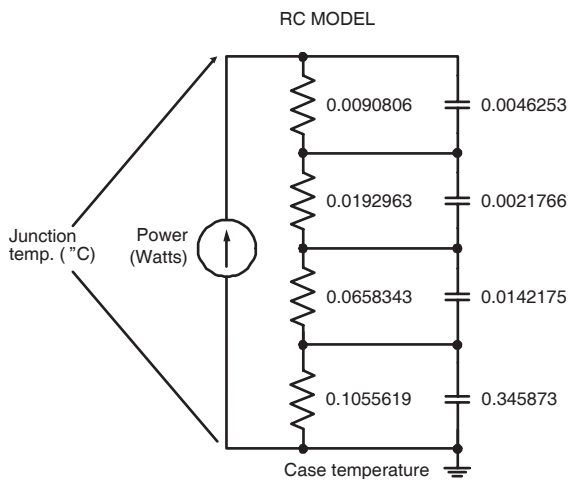 RC MODEL
0.0090806
0.0046253
0.0192963
0.0021766
Junction
temp. ( ”C)
Power
(Watts)
0.0658343
0.0142175
0.1055619
0.345873
Case temperature